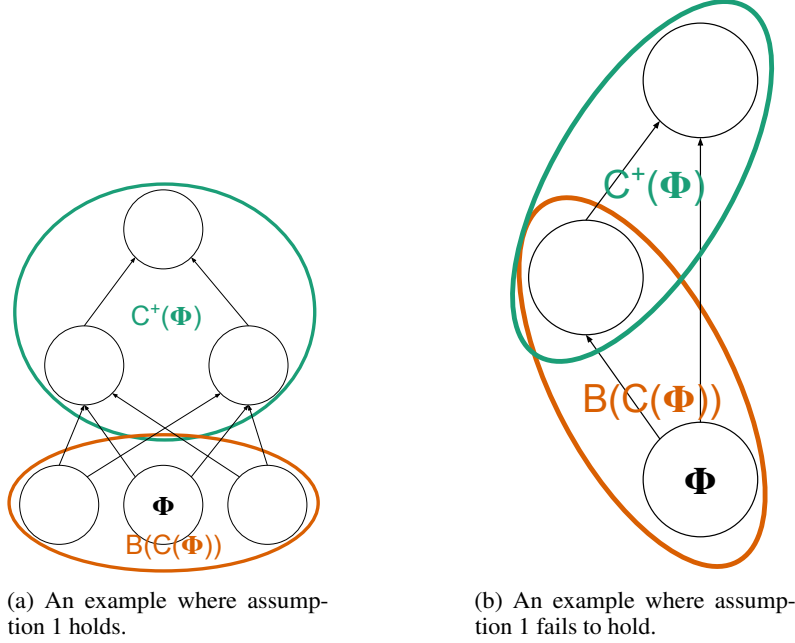 C⁺(Φ)
Φ
B(C(Φ))
(a) An example where assump-
tion 1 holds.
C⁺(Φ)
B(C(Φ))
Φ
(b) An example where assump-
tion 1 fails to hold.